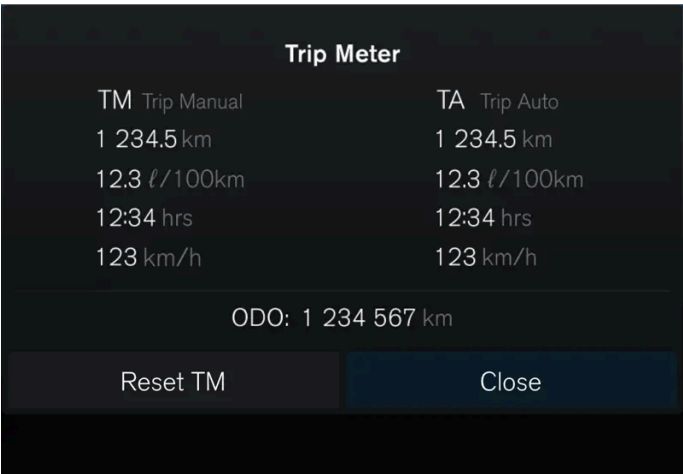 Trip Meter
TM Trip Manual
1 234.5 km
12.3 ℓ/100km
12:34 hrs
123 km/h
TA Trip Auto
1 234.5 km
12.3 ℓ/100km
12:34 hrs
123 km/h
ODO: 1 234 567 km
Reset TM
Close